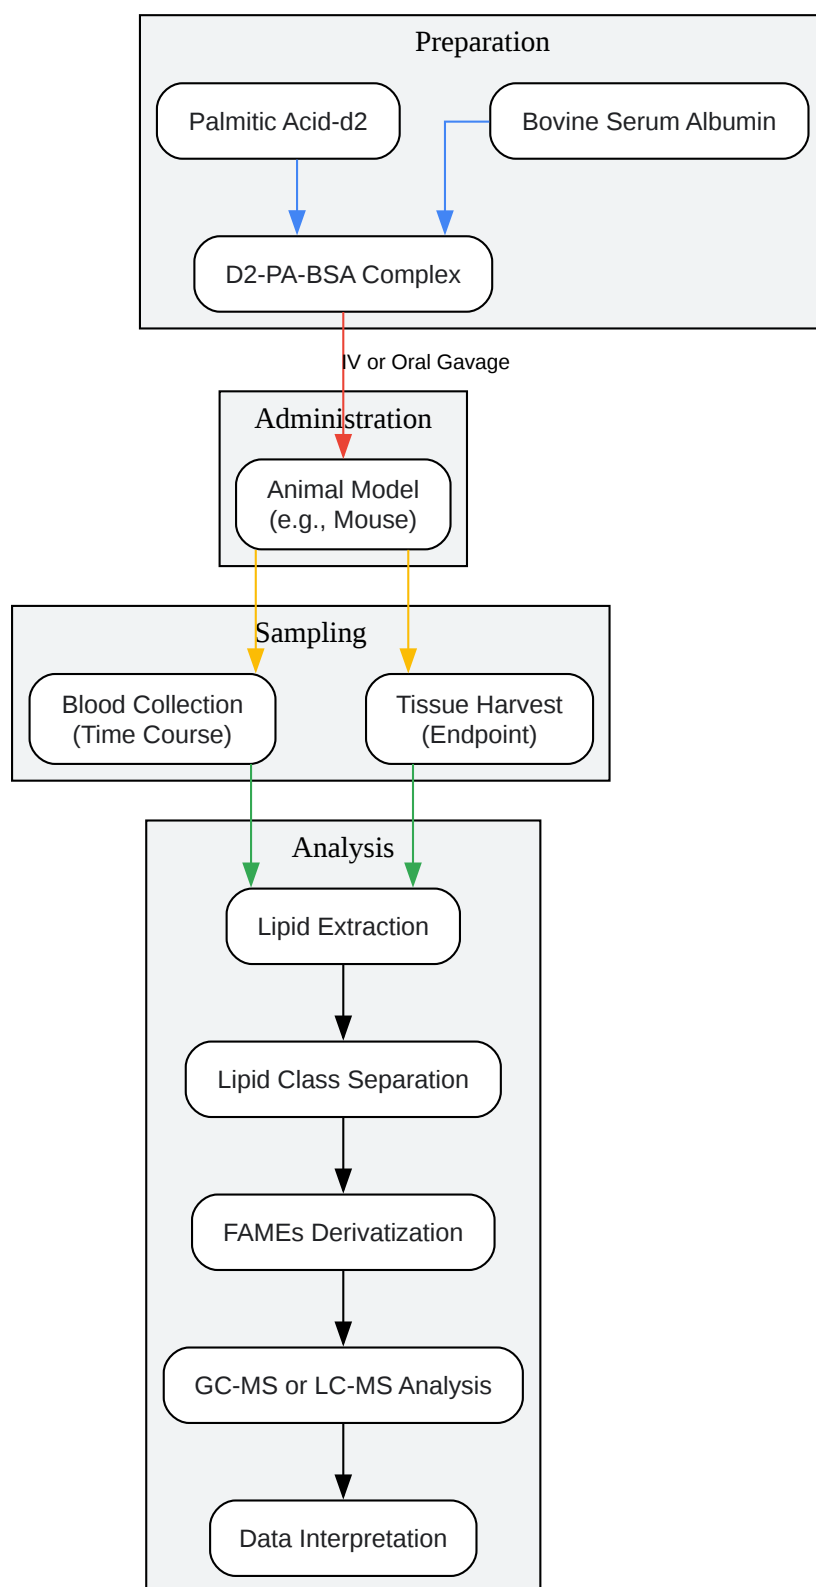 Preparation
Palmitic Acid-d2
Bovine Serum Albumin
D2-PA-BSA Complex
IV or Oral Gavage
Administration
Animal Model
(e.g., Mouse)
Sampling
Blood Collection
(Time Course)
Tissue Harvest
(Endpoint)
Analysis
Lipid Extraction
Lipid Class Separation
FAMEs Derivatization
GC-MS or LC-MS Analysis
Data Interpretation